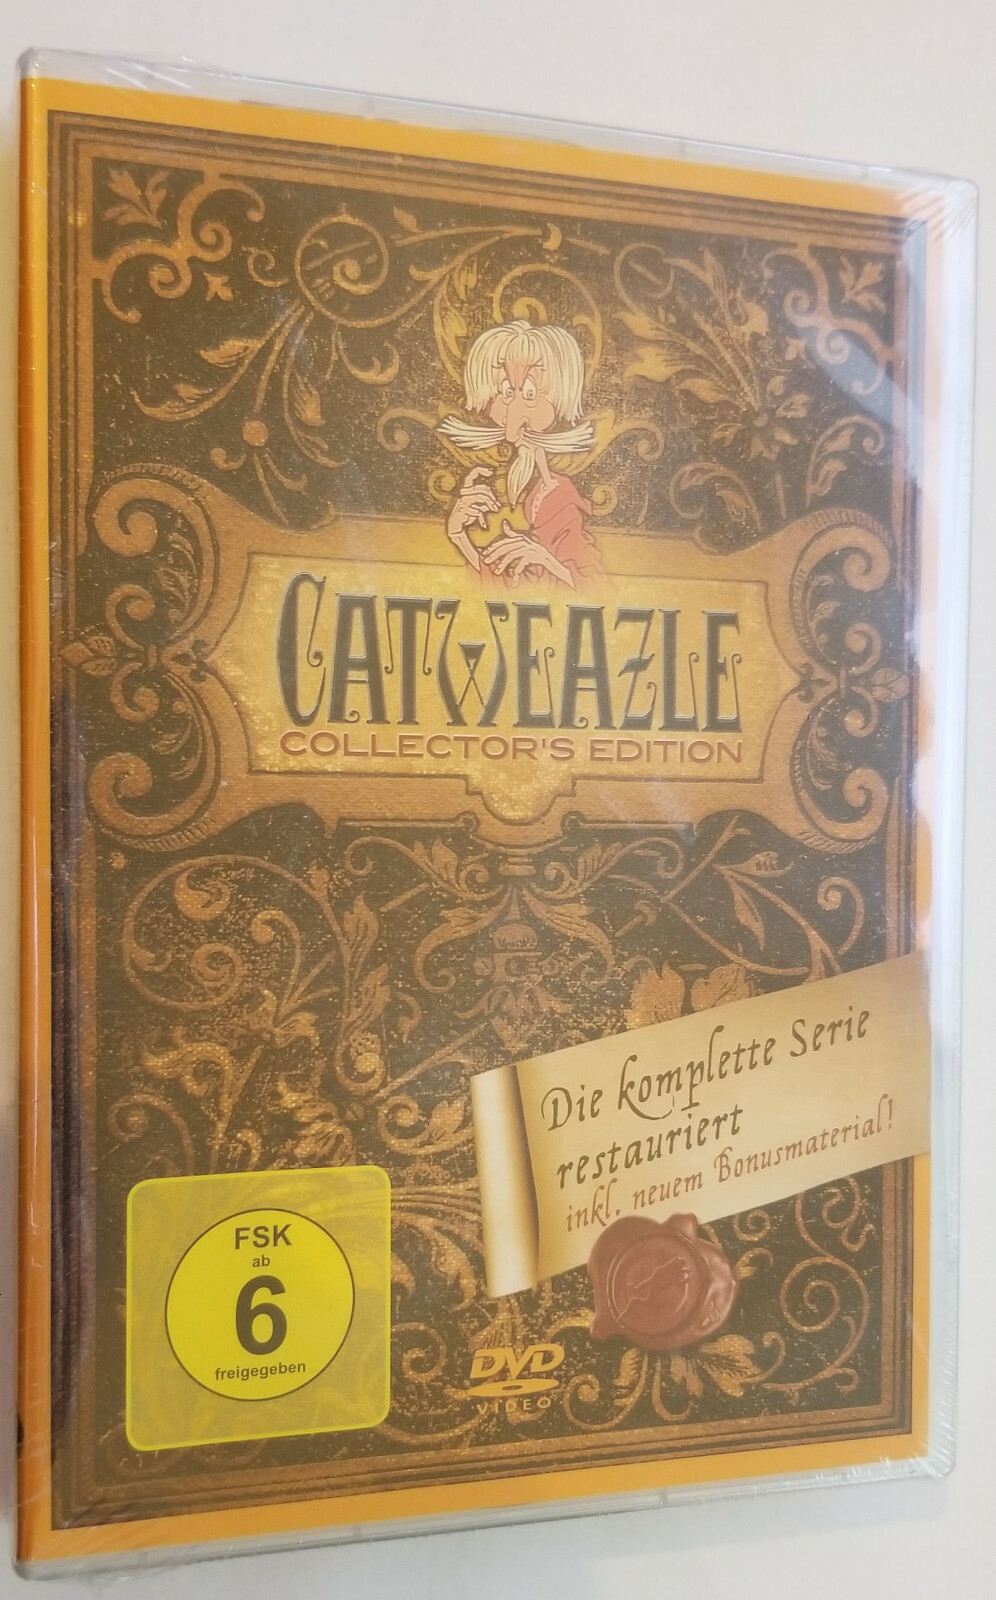 CATWEAZLE
COLLECTOR'S EDITION
Die komplette Serie
restauriert
inkl. neuem Bonusmaterial!
FSK
ab
6
freigegeben
DVD
VIDEO